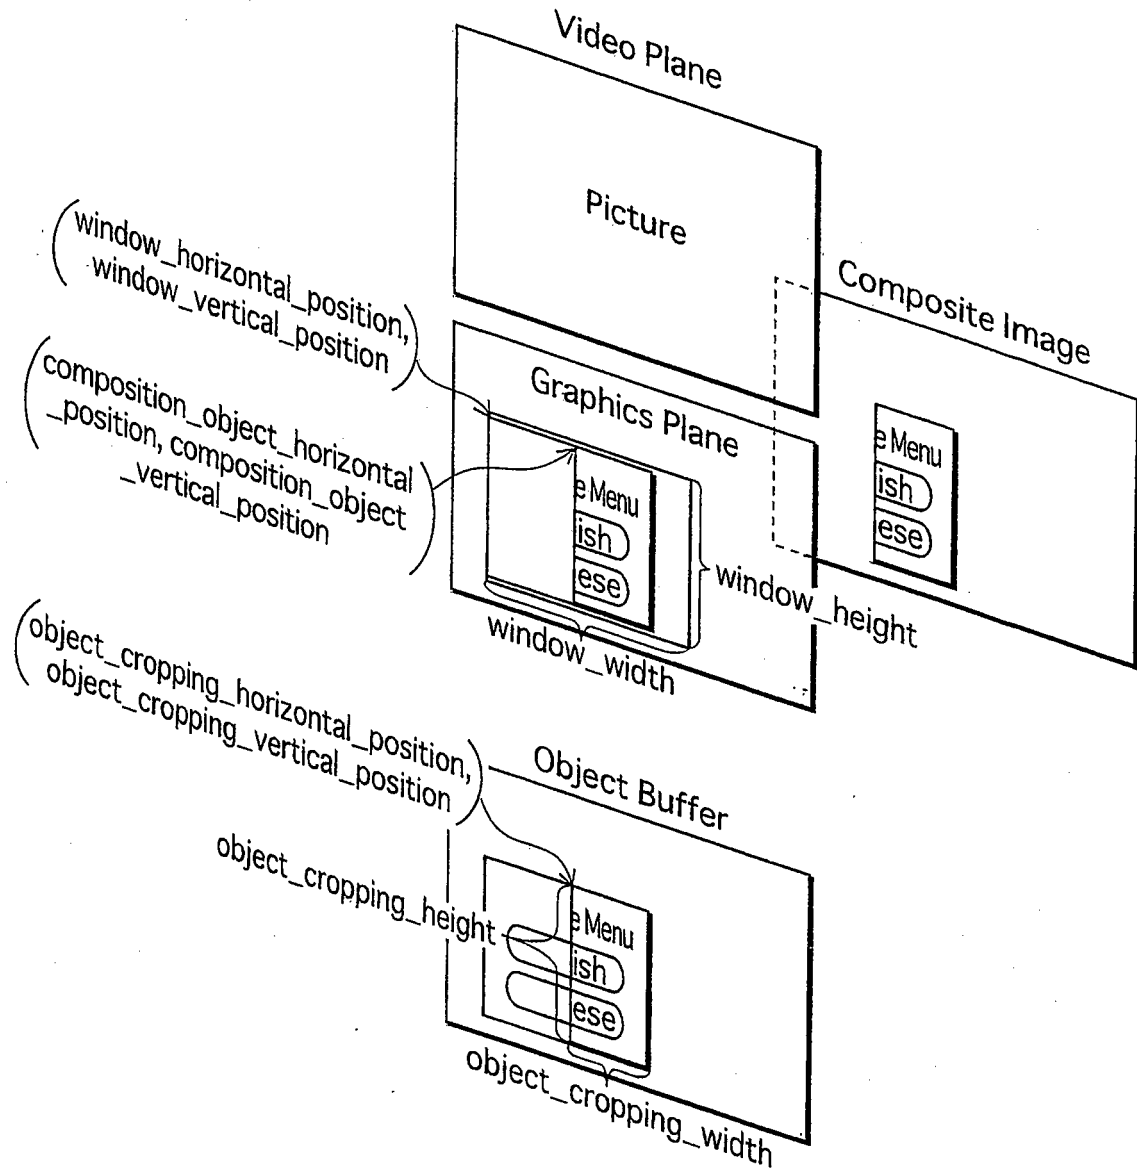 Video Plane
Picture
(window_horizontal_position,
window_vertical_position)
Composite Image
(composition_object_horizontal
_position, composition_object
_vertical_position)
Graphics Plane
e Menu
ish
ese
e Menu
ish
ese
window_height
window_width
(object_cropping_horizontal_position,
object_cropping_vertical_position)
Object Buffer
object_cropping_height
e Menu
ish
ese
object_cropping_width